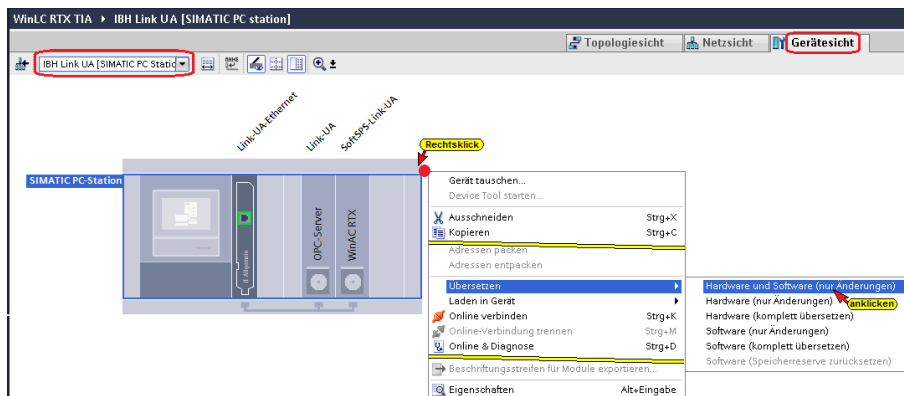 WinLC RTX TIA ▸ IBH Link UA [SIMATIC PC station]
Topologiesicht Netzsicht Gerätesicht
IBH Link UA [SIMATIC PC Static
Link-UA-Ethernet
Link-UA
SoftSPS-Link-UA
Rechtsklick
SIMATIC PC-Station
IE Allgemein
OPC-Server
WinAC RTX
Gerät tauschen...
Device Tool starten...
Ausschneiden Strg+X
Kopieren Strg+C
Adressen packen
Adressen entpacken
Übersetzen
Laden in Gerät
Online verbinden Strg+K
Online-Verbindung trennen Strg+M
Online & Diagnose Strg+D
Beschriftungsstreifen für Module exportieren...
Eigenschaften Alt+Eingabe
Hardware und Software (nur Änderungen)
Hardware (nur Änderungen)
anklicken
Hardware (komplett übersetzen)
Software (nur Änderungen)
Software (komplett übersetzen)
Software (Speicherreserve zurücksetzen)